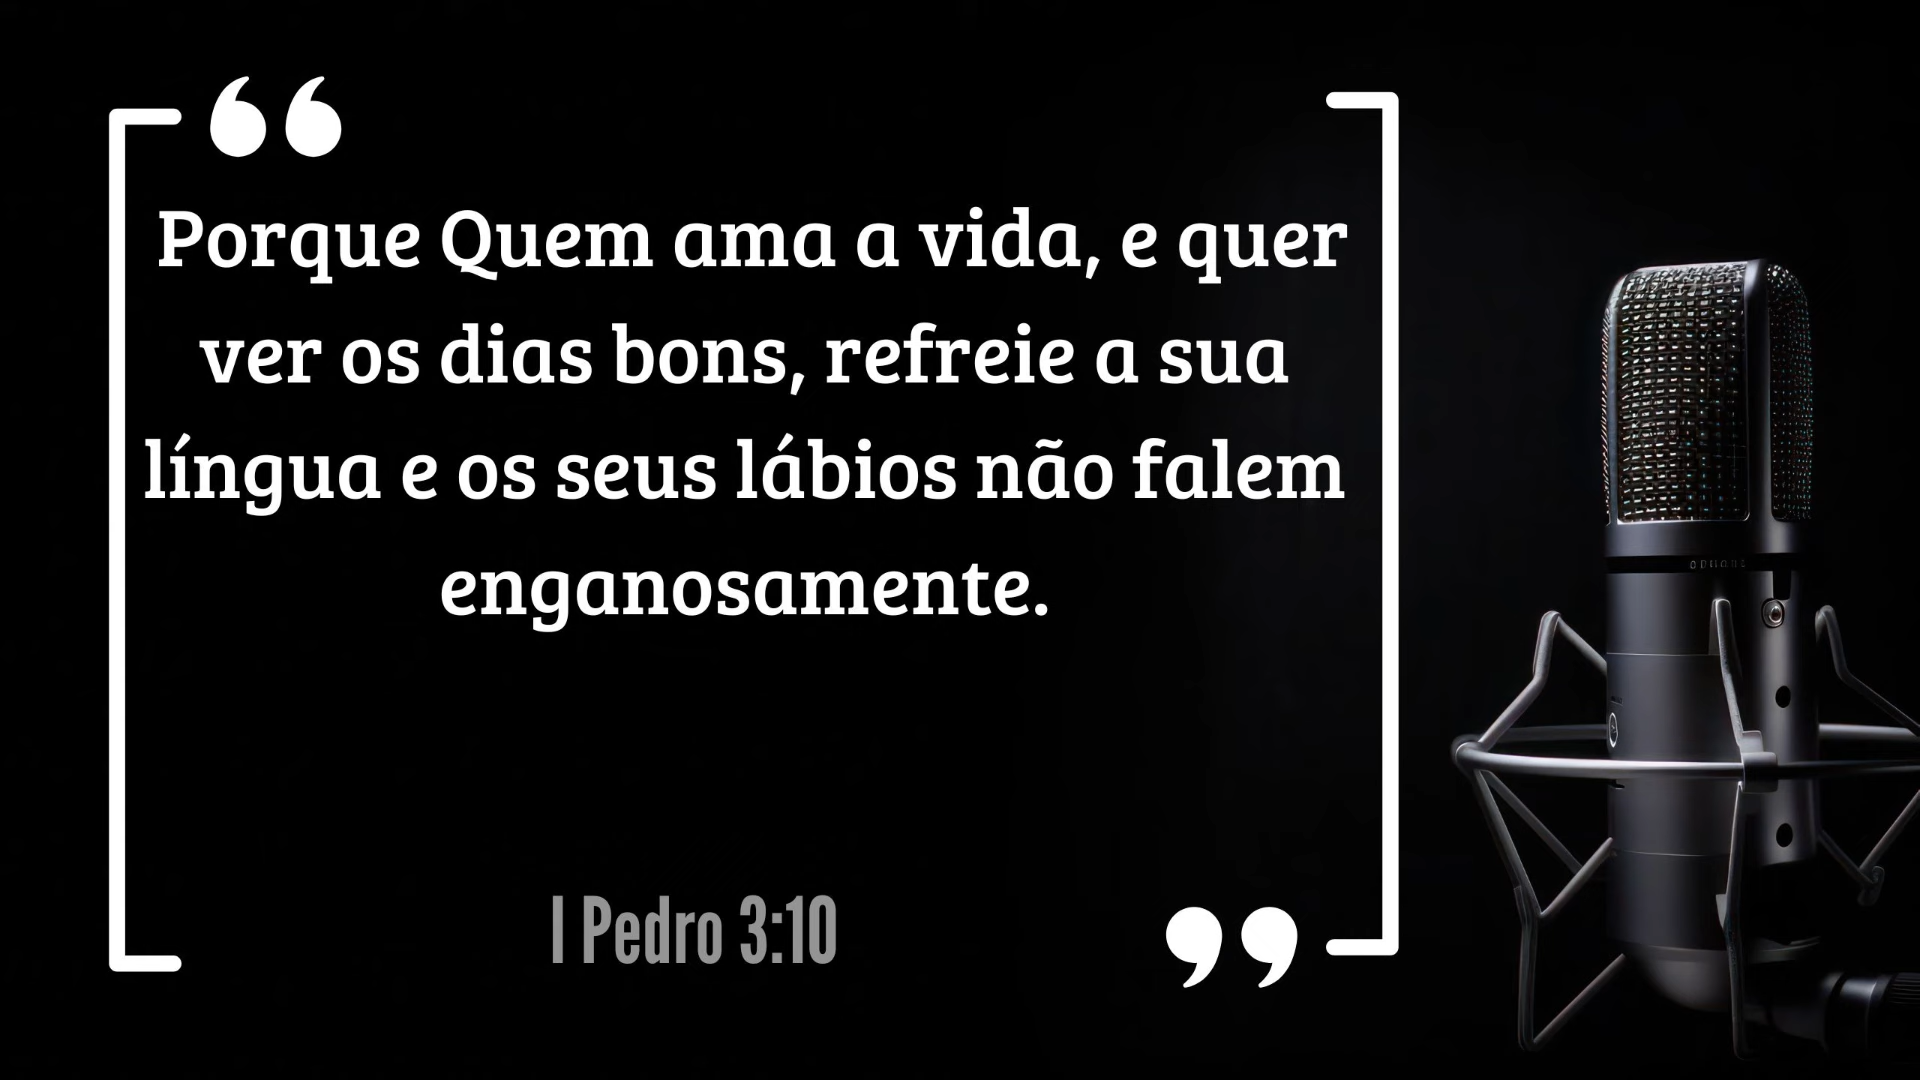 “
Porque Quem ama a vida, e quer
ver os dias bons, refreie a sua
língua e os seus lábios não falem
enganosamente.
I Pedro 3:10
”